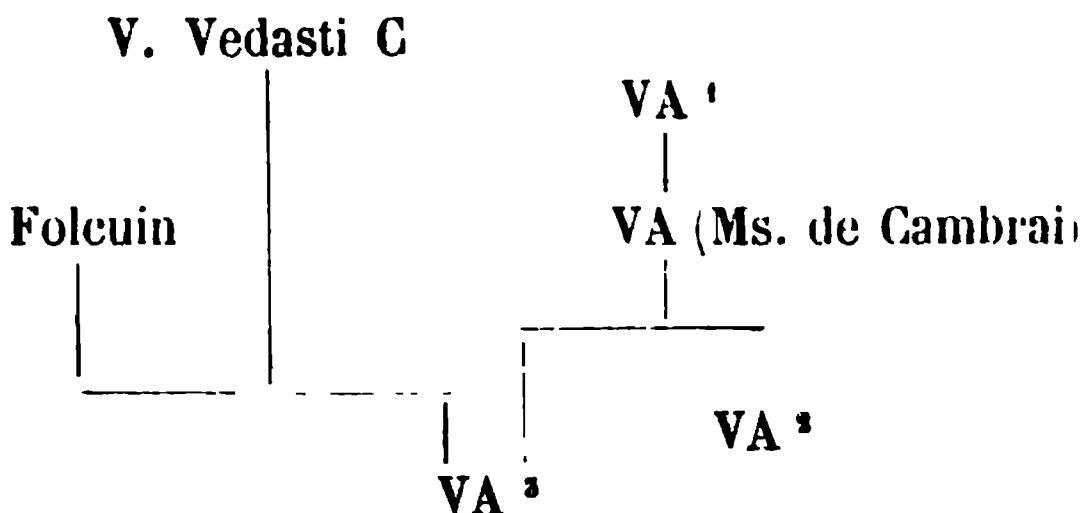 V. Vedasti C
VA ¹
Folcuin
VA (Ms. de Cambrai)
VA ²
VA ³